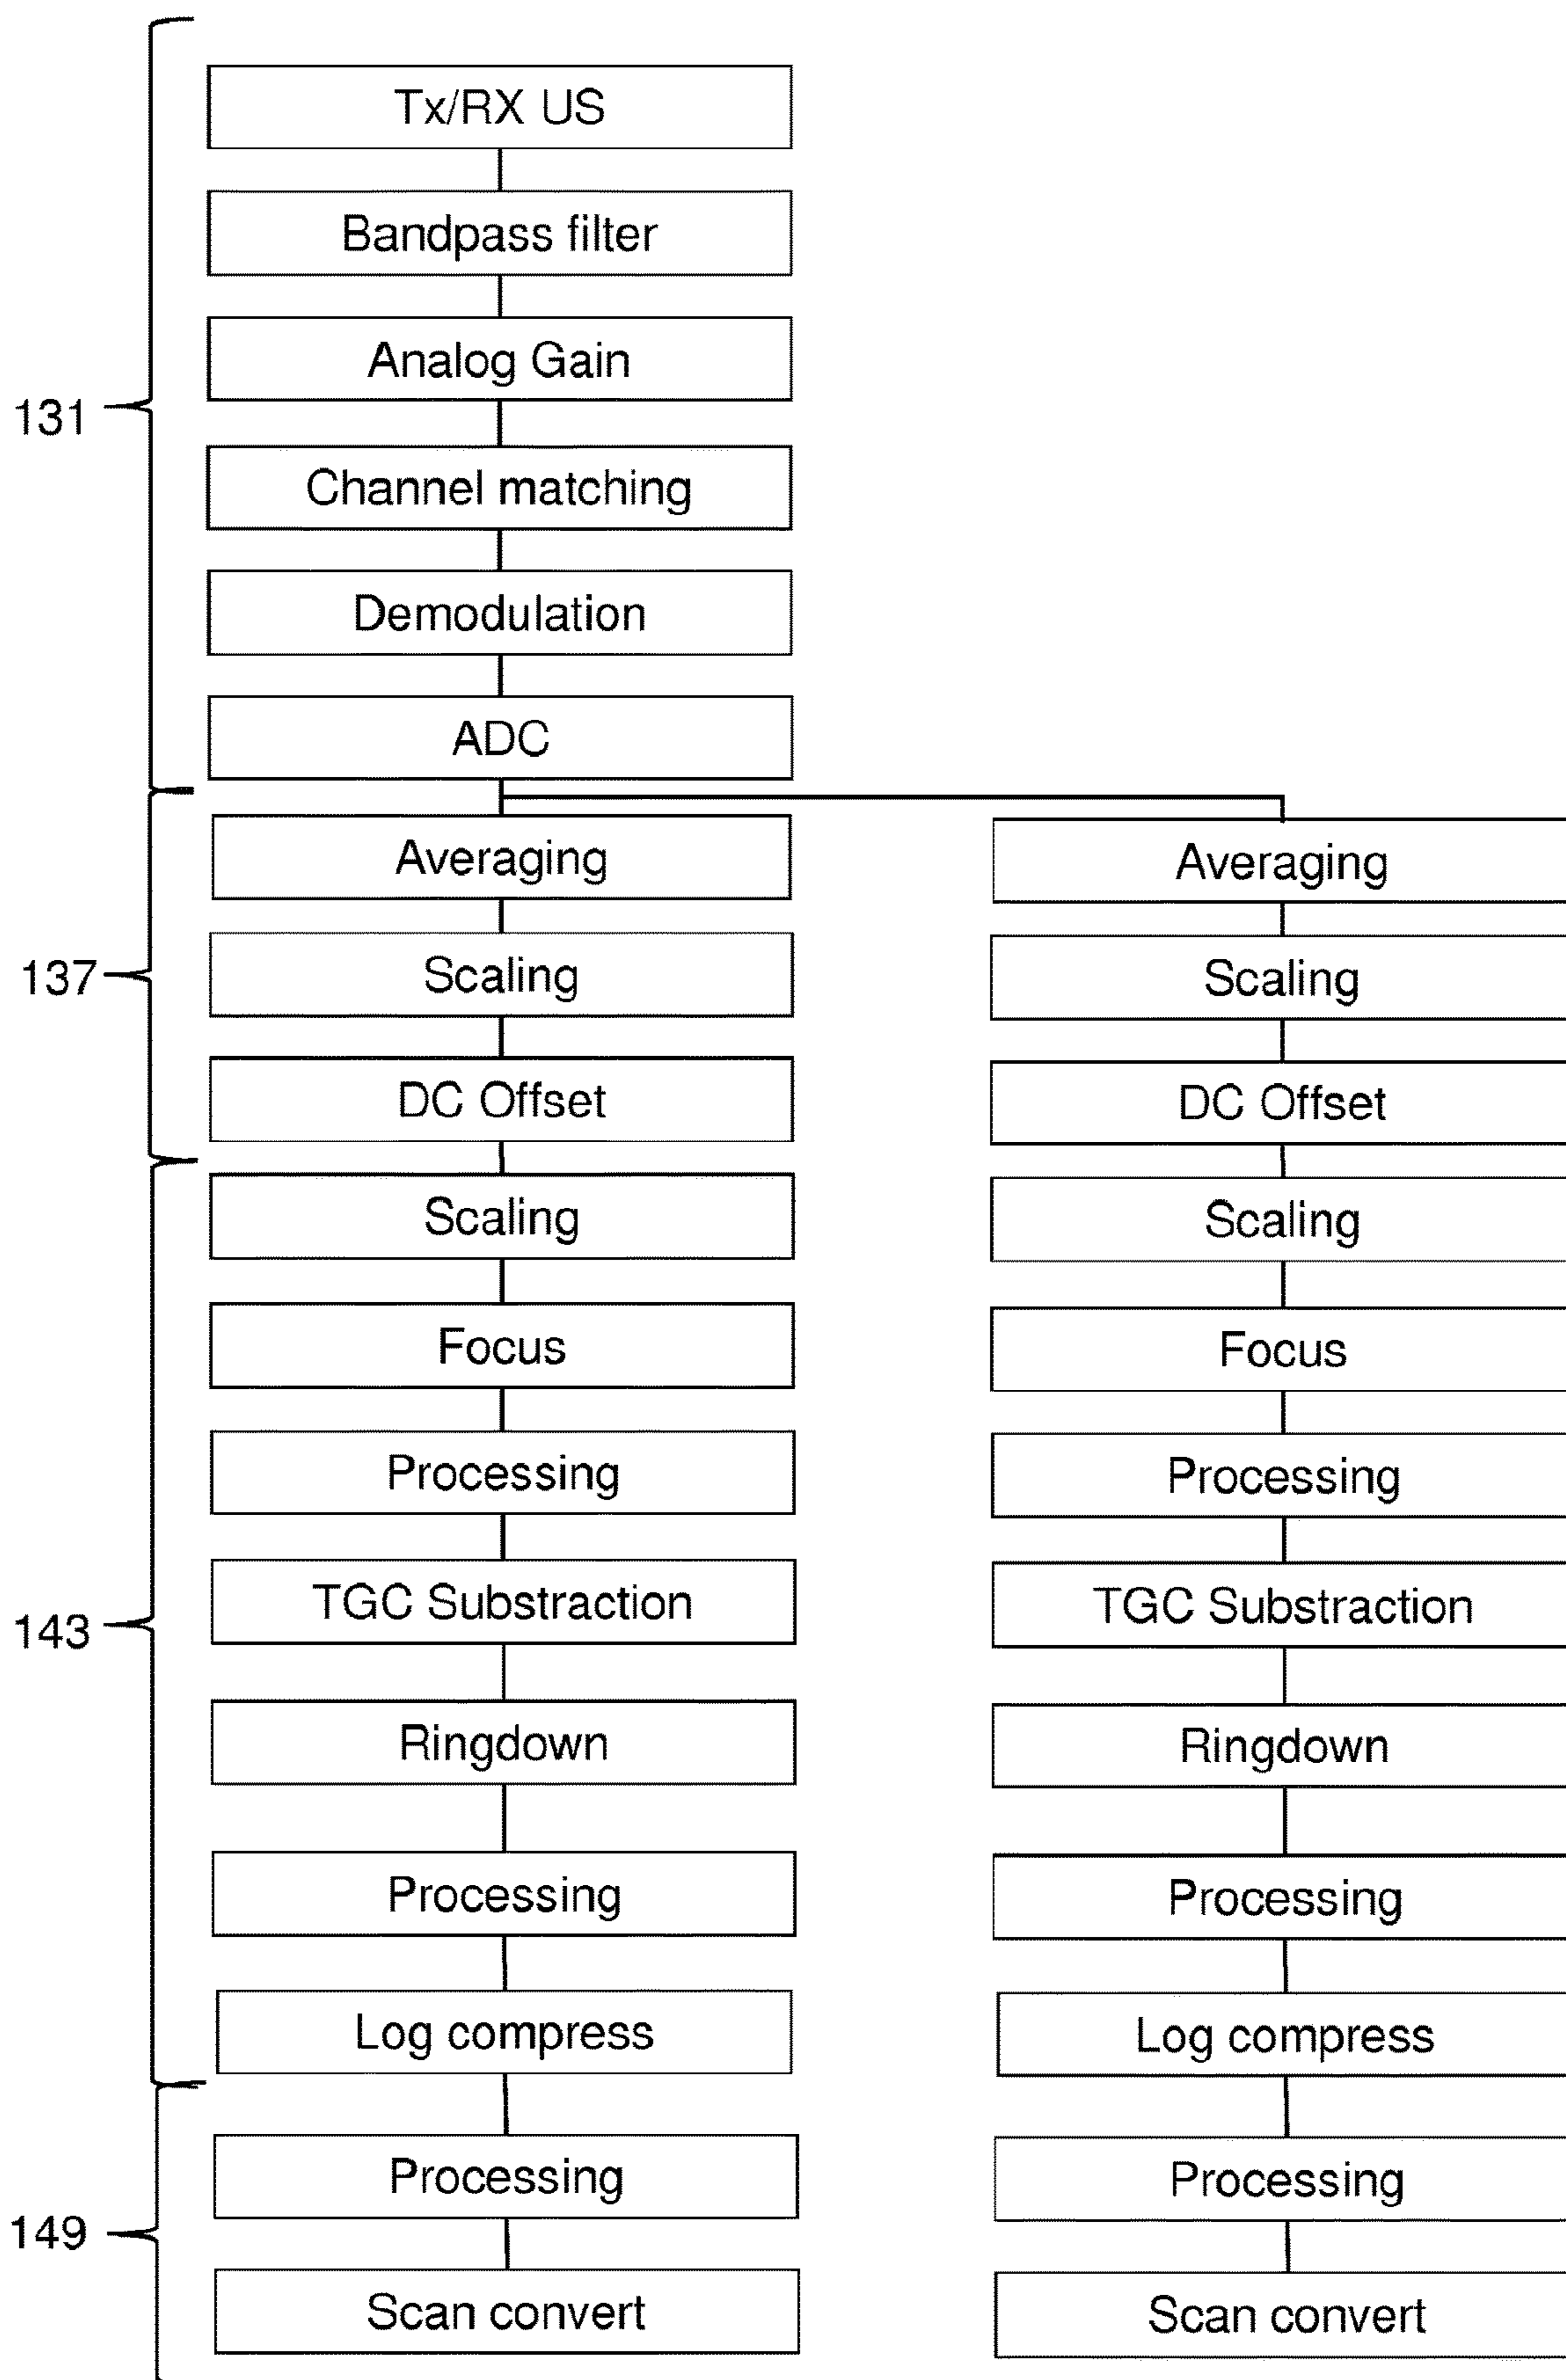 Tx/RX US
Bandpass filter
Analog Gain
131
Channel matching
Demodulation
ADC
Averaging
Averaging
137
Scaling
Scaling
DC Offset
DC Offset
Scaling
Scaling
Focus
Focus
Processing
Processing
143
TGC Substraction
TGC Substraction
Ringdown
Ringdown
Processing
Processing
Log compress
Log compress
Processing
Processing
149
Scan convert
Scan convert